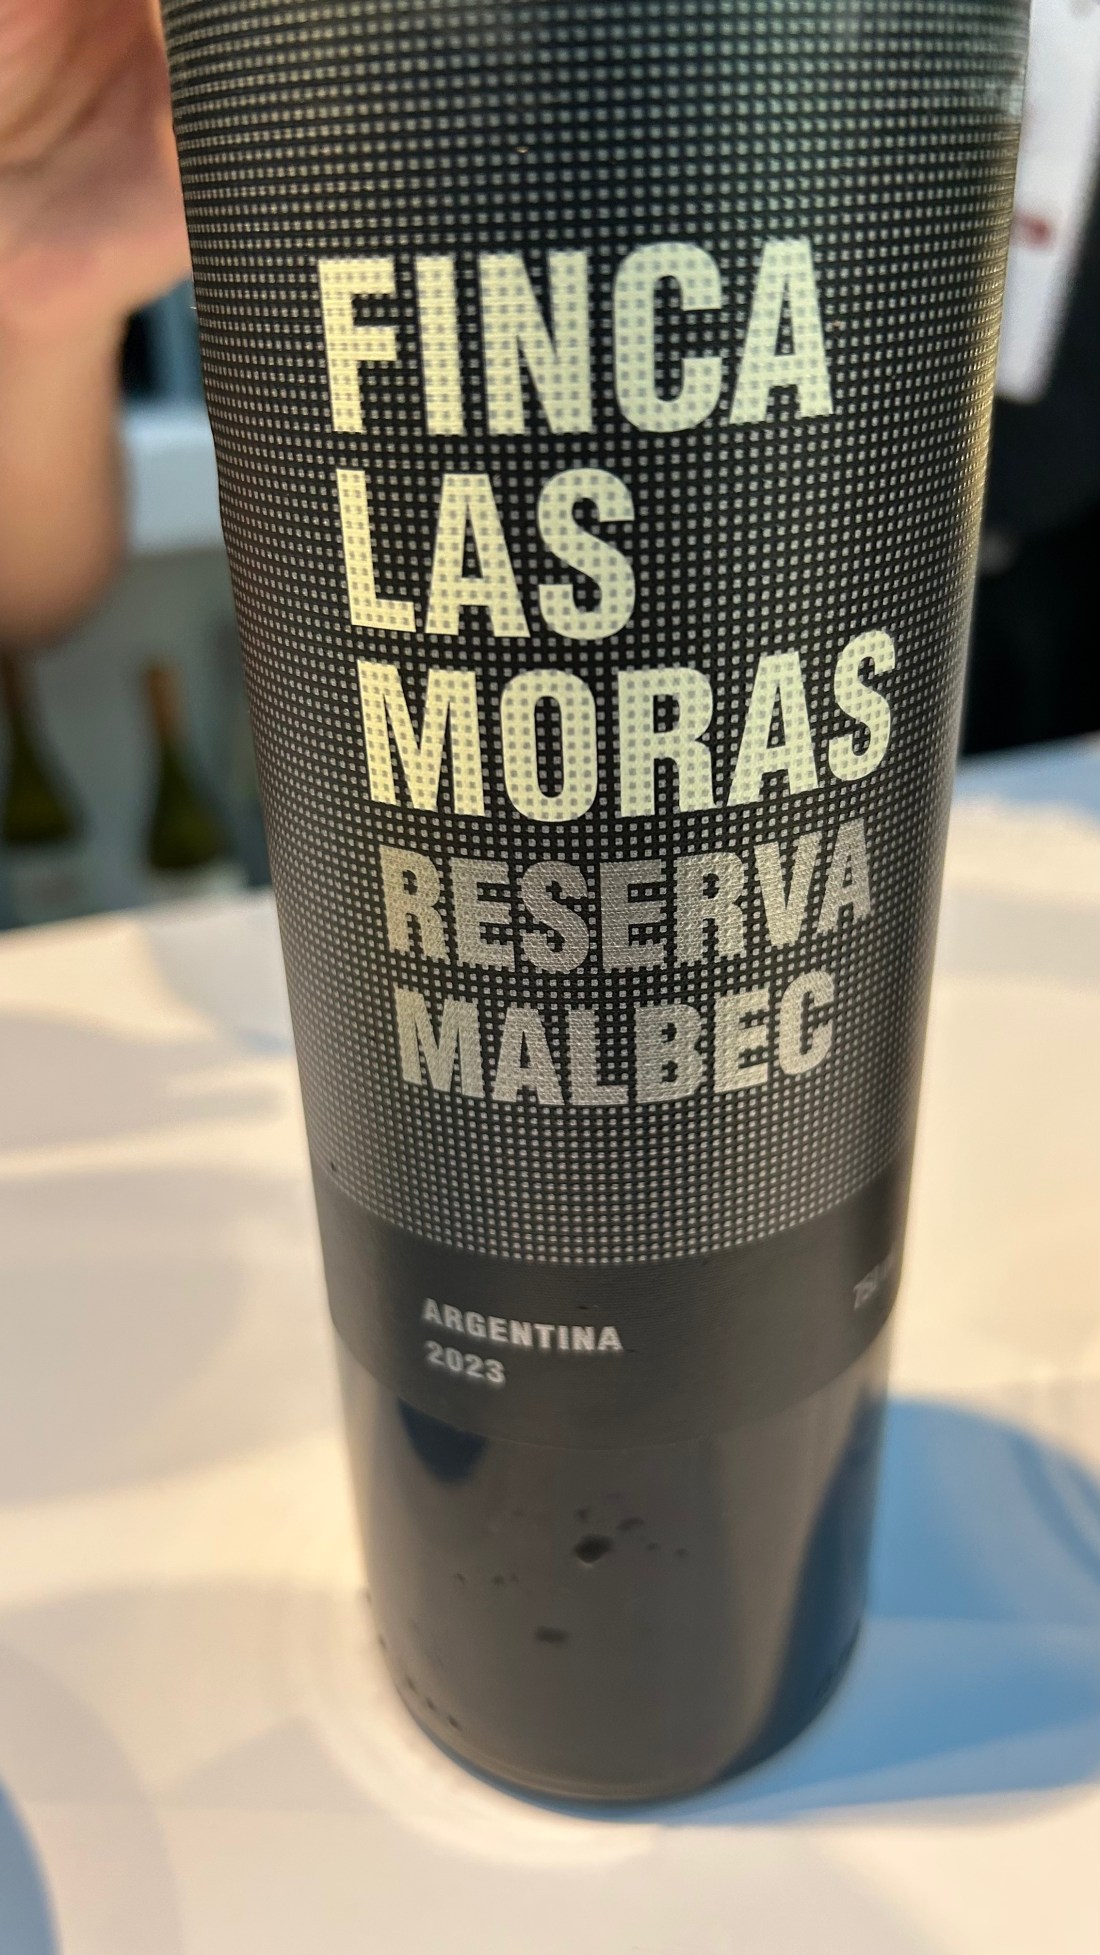 FINCA
LAS
MORAS
RESERVA
MALBEC
ARGENTINA
2023